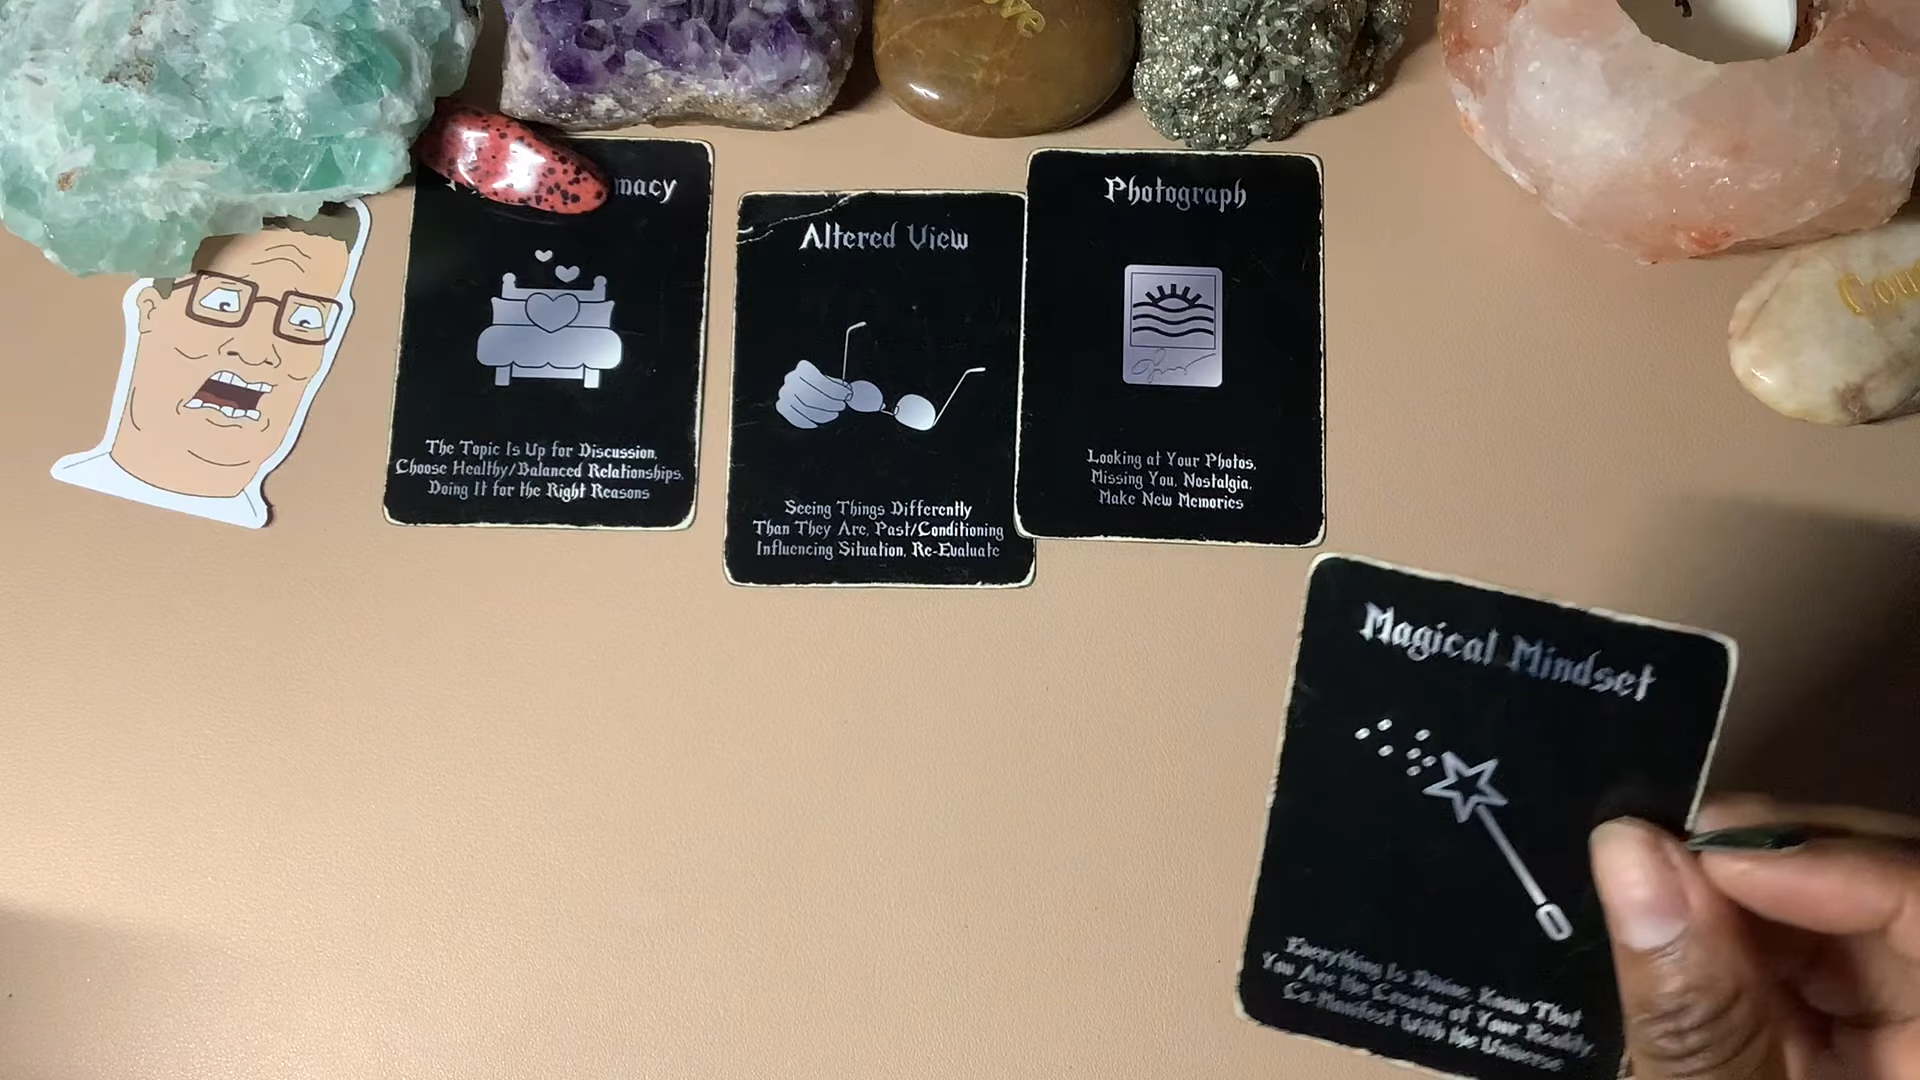 ove
Cou
macy
The Topic Is Up for Discussion,
Choose Healthy/Balanced Relationships,
Doing It for the Right Reasons
Altered View
Seeing Things Differently
Than They Are, Past/Conditioning
Influencing Situation, Re-Evaluate
Photograph
Looking at Your Photos,
Missing You, Nostalgia,
Make New Memories
Magical Mindset
Everything Is Divine, Know That
You Are the Creator of Your Reality,
Co-Manifest With the Universe